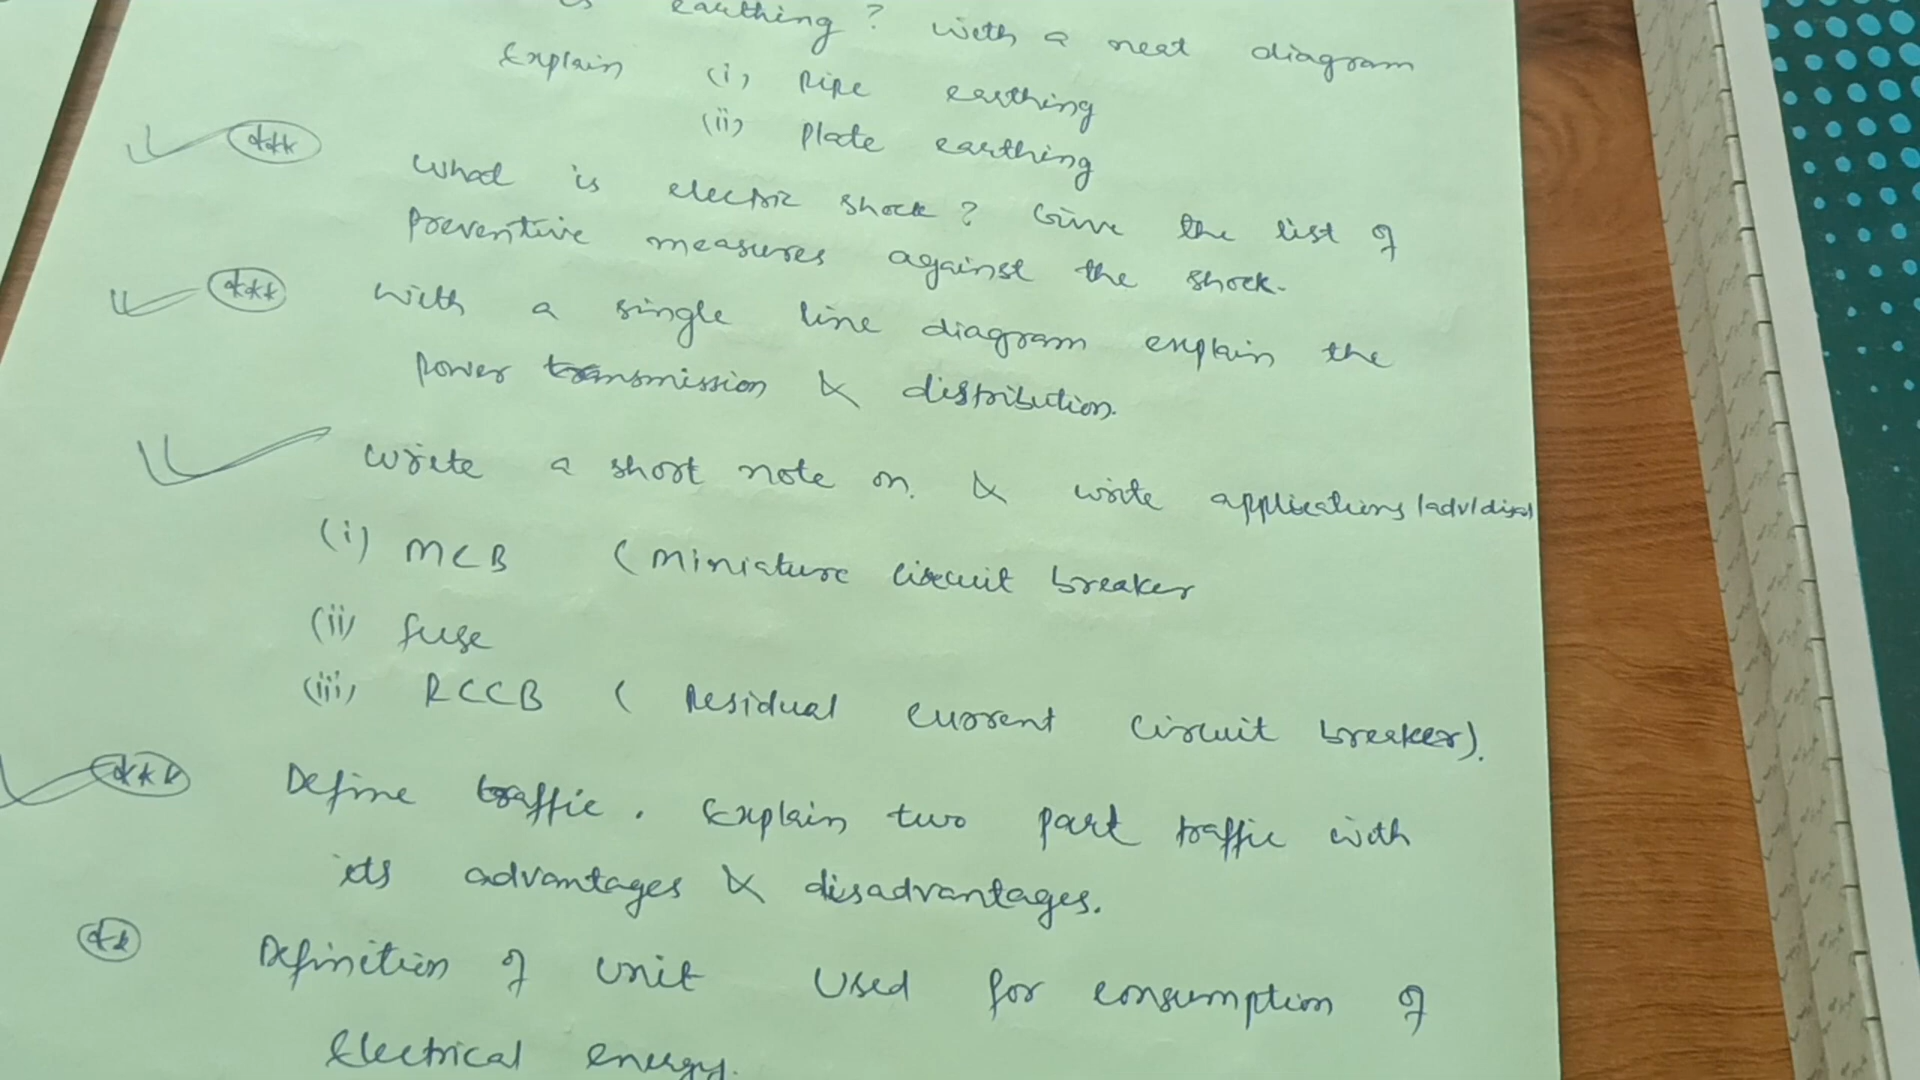 is earthing? With a neat diagram
Explain (i) Pipe earthing
(ii) Plate earthing
*** What is electric shock? Give the list of
Preventive measures against the shock.
*** With a single line diagram explain the
Power transmission & distribution.
Write a short note on. & write applications/adv/disa
(i) MCB (Miniature circuit breaker
(ii) fuse
(iii) RCCB ( Residual current circuit breaker).
*** Define traffic. Explain two part traffic with
its advantages & disadvantages.
** Definition of unit used for consumption of
Electrical energy.